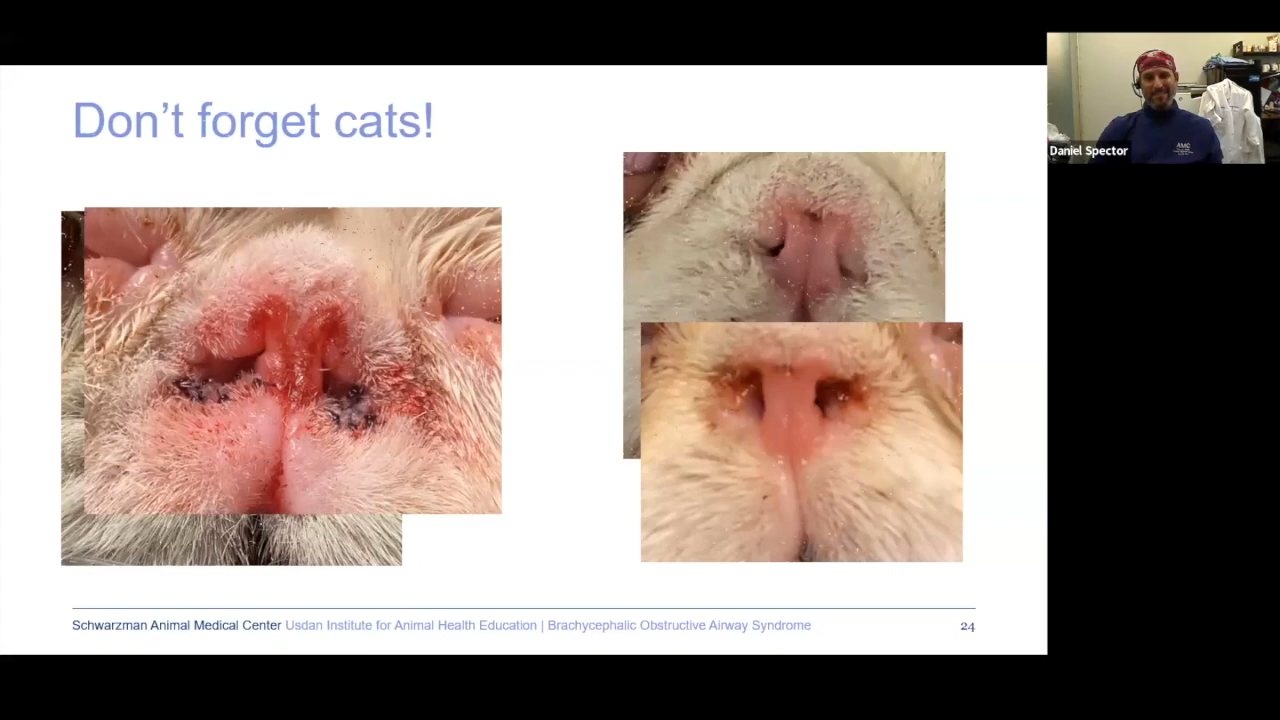 Don't forget cats!
Daniel Spector
AMC
Schwarzman Animal Medical Center Usdan Institute for Animal Health Education | Brachycephalic Obstructive Airway Syndrome
24